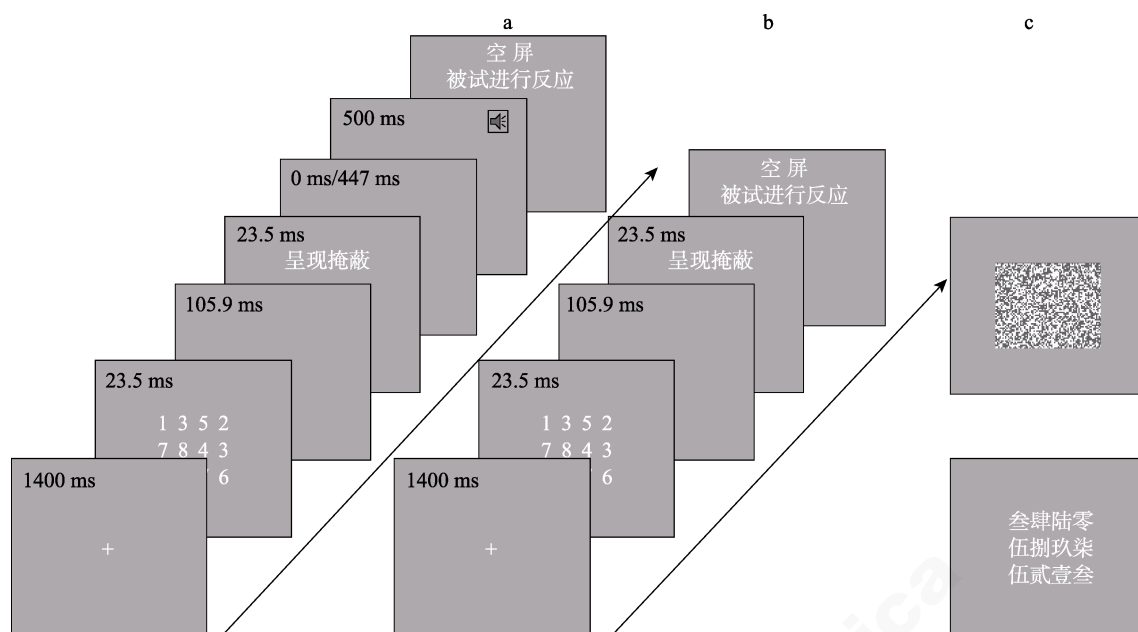 a
空 屏
被试进行反应
500 ms
0 ms/447 ms
23.5 ms
呈现掩蔽
105.9 ms
23.5 ms
1 3 5 2
7 8 4 3
6
1400 ms
+
b
空 屏
被试进行反应
23.5 ms
呈现掩蔽
105.9 ms
23.5 ms
1 3 5 2
7 8 4 3
6
1400 ms
+
c
叁肆陆零
伍捌玖柒
伍贰壹叁
ica